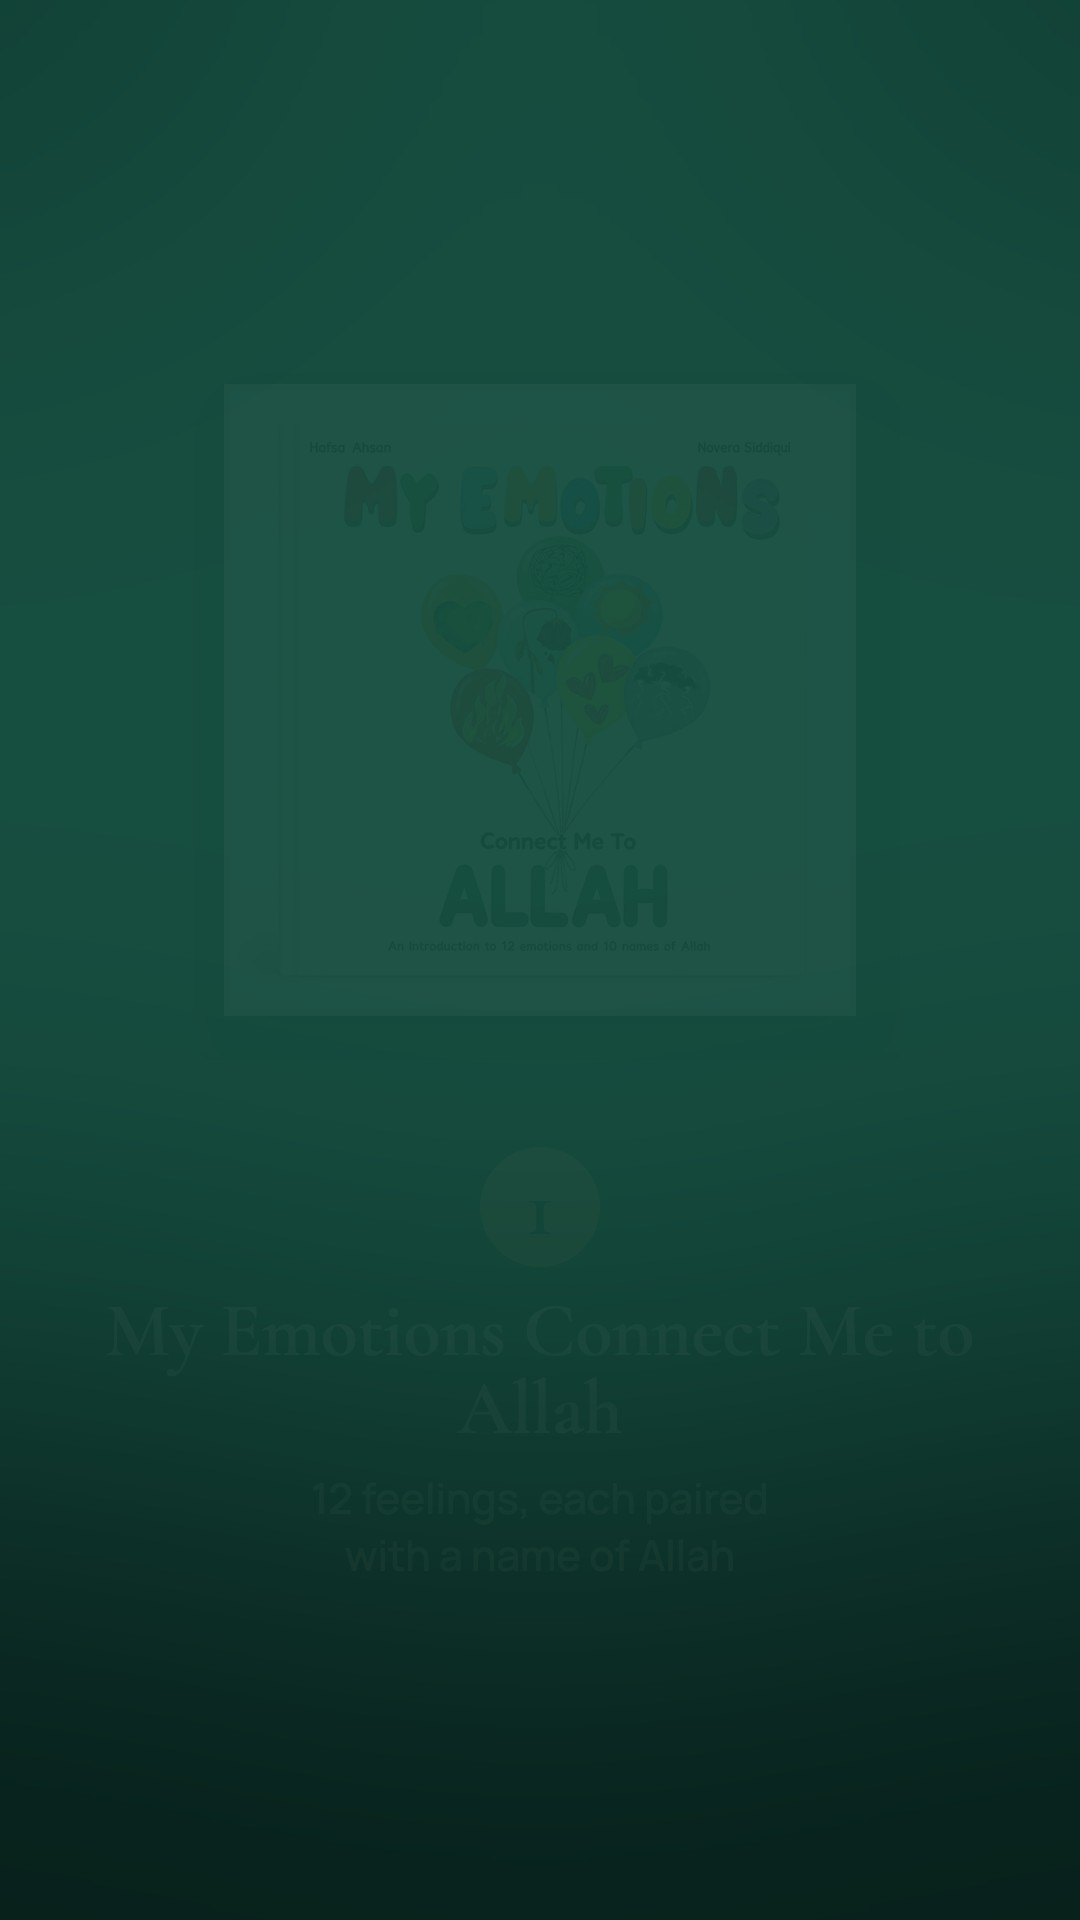 Hafsa Ahsan
Novera Siddiqui
MY EMOTIONS
Connect Me To
ALLAH
An Introduction to 12 emotions and 10 names of Allah
1
My Emotions Connect Me to
Allah
12 feelings, each paired
with a name of Allah